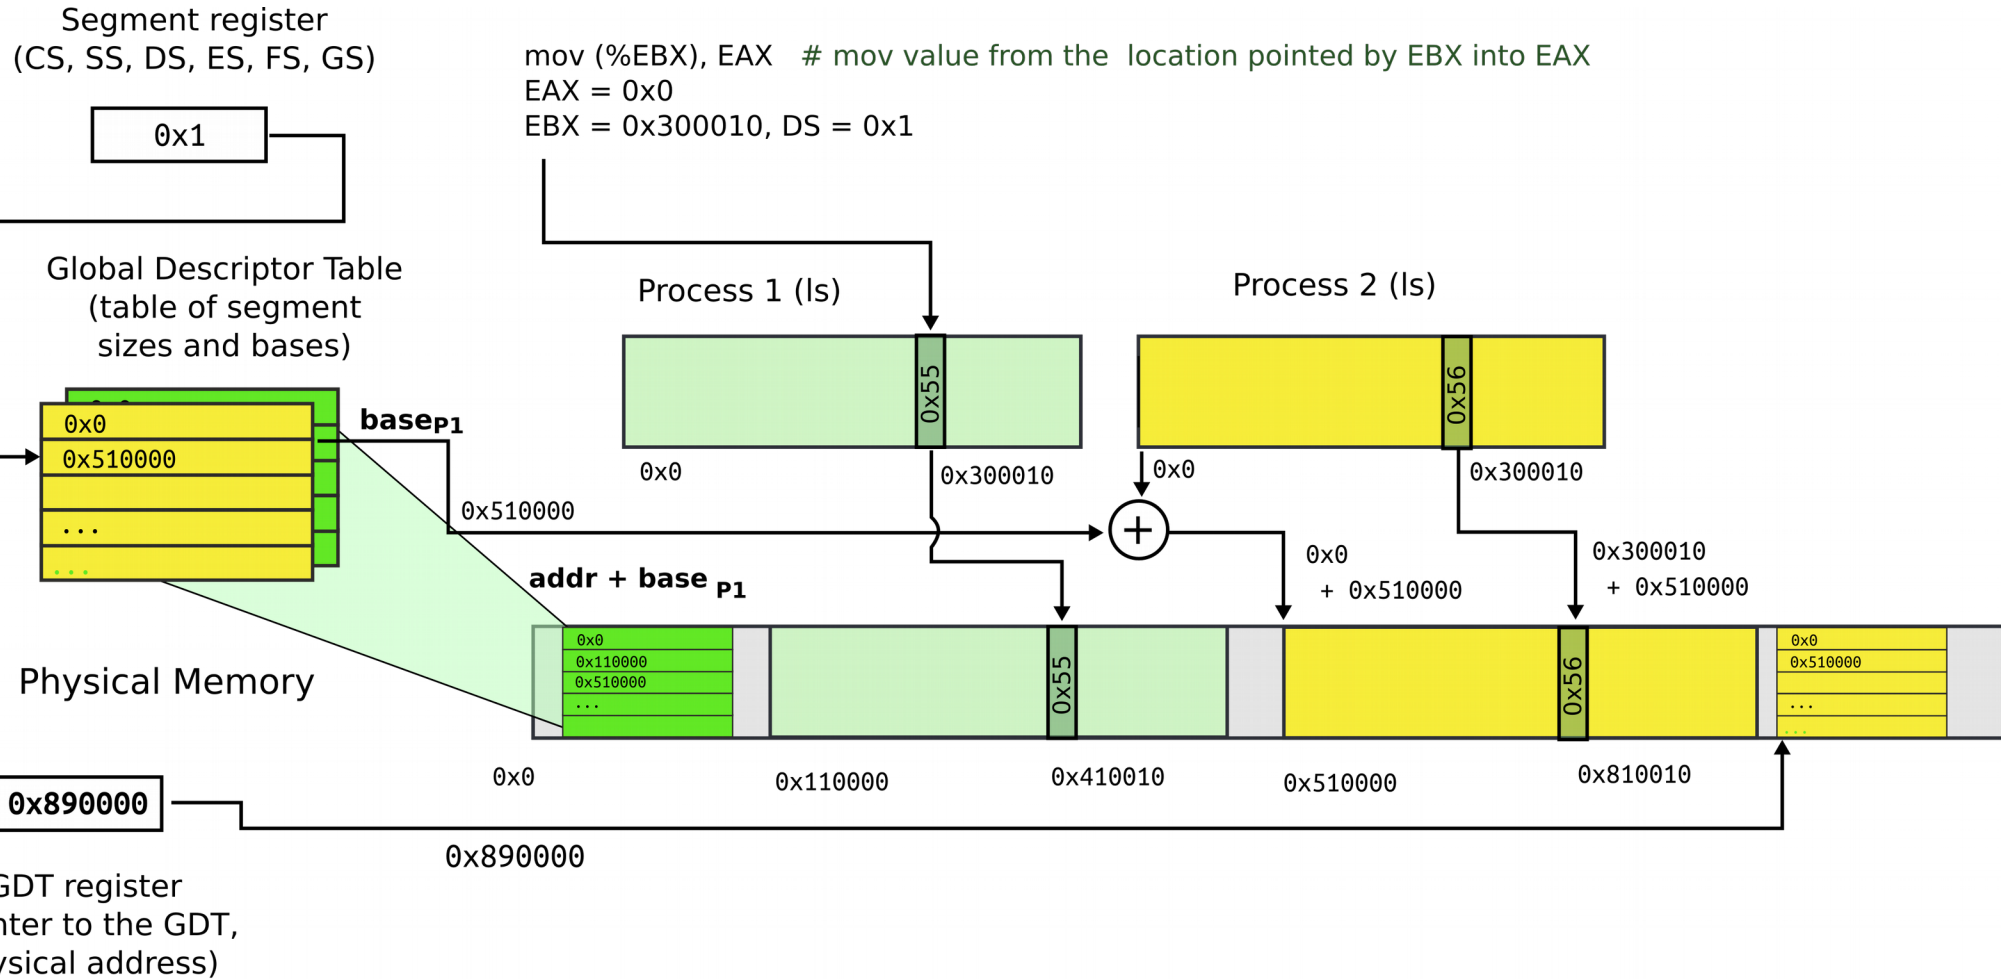 Segment register
(CS, SS, DS, ES, FS, GS)
0x1
mov (%EBX), EAX # mov value from the location pointed by EBX into EAX
EAX = 0x0
EBX = 0x300010, DS = 0x1
Global Descriptor Table
(table of segment
sizes and bases)
0x0
0x510000
...
...
baseP1
0x510000
Process 1 (ls)
0x55
0x0
0x300010
Process 2 (ls)
0x56
0x0
0x300010
+
0x0
+ 0x510000
0x300010
+ 0x510000
addr + base P1
Physical Memory
0x0
0x110000
0x510000
...
0x55
0x56
0x0
0x510000
...
...
0x0
0x110000
0x410010
0x510000
0x810010
0x890000
0x890000
GDT register
nter to the GDT,
ysical address)